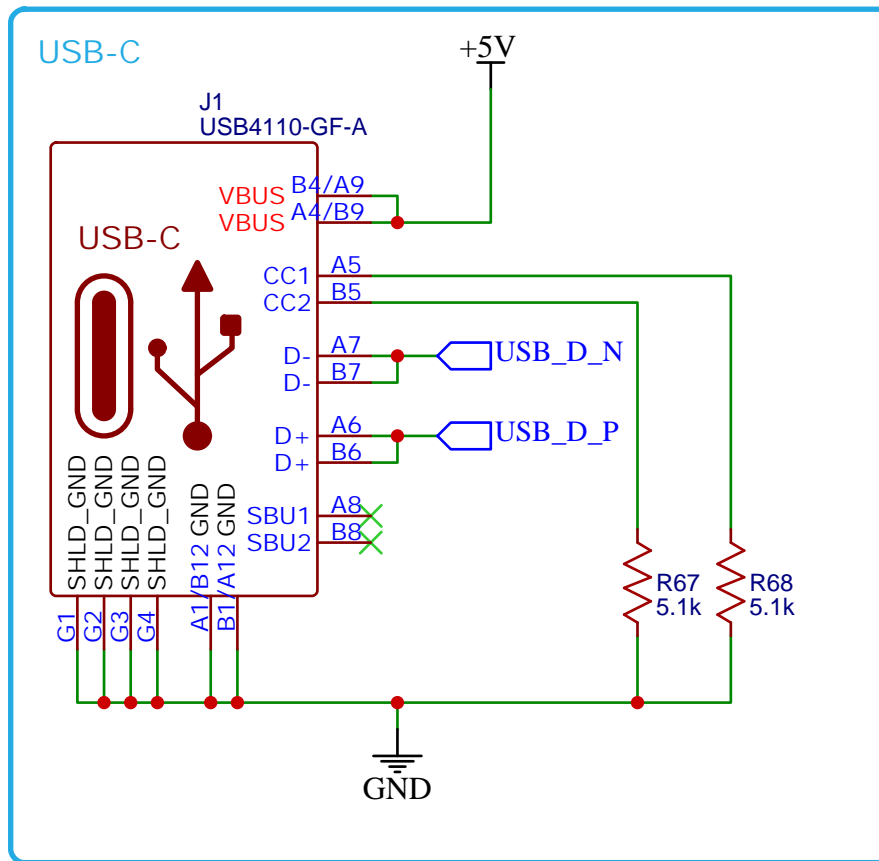 USB-C
+5V
J1
USB4110-GF-A
VBUS B4/A9
VBUS A4/B9
USB-C
CC1 A5
CC2 B5
D- A7
D- B7
USB_D_N
D+ A6
D+ B6
USB_D_P
SBU1 A8
SBU2 B8
SHLD_GND
SHLD_GND
SHLD_GND
SHLD_GND
GND
GND
G1
G2
G3
G4
A1/B12
B1/A12
R67
5.1k
R68
5.1k
GND